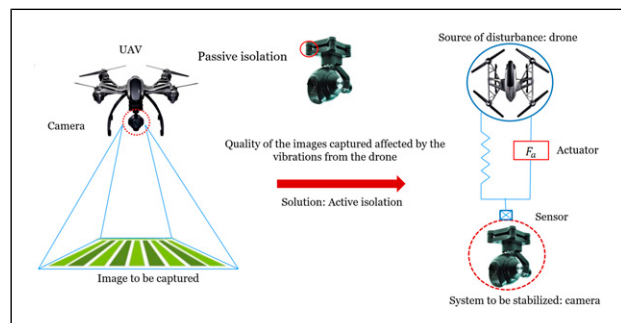 UAV
Passive isolation
Source of disturbance: drone
Camera
Quality of the images captured affected by the
vibrations from the drone
Solution: Active isolation
Fa
Actuator
Sensor
Image to be captured
System to be stabilized: camera